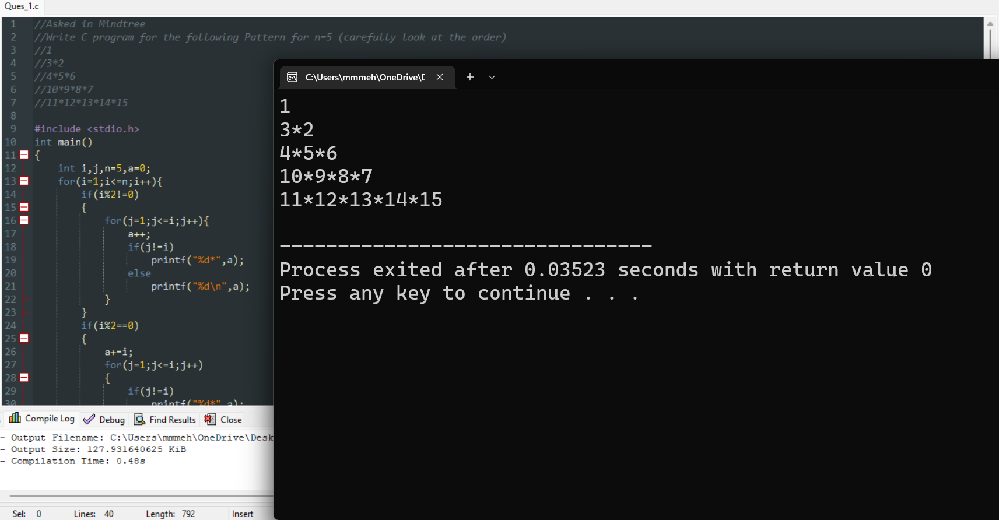 Ques_1.c
1 //Asked in Mindtree
2 //Write C program for the following Pattern for n=5 (carefully look at the order)
3 //1
4 //3*2
5 //4*5*6
6 //10*9*8*7
7 //11*12*13*14*15
8
9 #include <stdio.h>
10 int main()
11 {
12 int i,j,n=5,a=0;
13 for(i=1;i<=n;i++){
14 if(i%2!=0)
15 {
16 for(j=1;j<=i;j++){
17 a++;
18 if(j!=i)
19 printf("%d*",a);
20 else
21 printf("%d\n",a);
22 }
23 }
24 if(i%2==0)
25 {
26 a+=i;
27 for(j=1;j<=i;j++)
28 {
29 if(j!=i)
30 printf("%d*",a);
C:\Users\mmmeh\OneDrive\D
1
3*2
4*5*6
10*9*8*7
11*12*13*14*15
--------------------------------
Process exited after 0.03523 seconds with return value 0
Press any key to continue . . .
Compile Log Debug Find Results Close
- Output Filename: C:\Users\mmmeh\OneDrive\Desk
- Output Size: 127.931640625 KiB
- Compilation Time: 0.48s
Sel: 0 Lines: 40 Length: 792 Insert